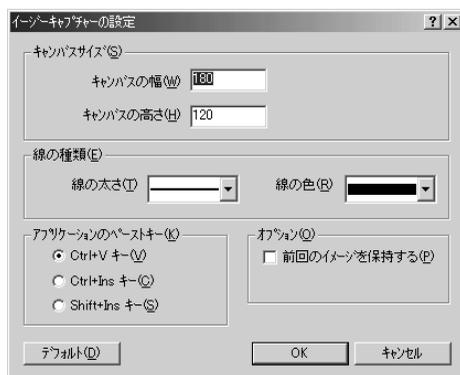 イージーキャプチャーの設定
キャンバスサイズ(S)
キャンバスの幅(W) 180
キャンバスの高さ(H) 120
線の種類(E)
線の太さ(T) 線の色(R)
アプリケーションのペーストキー(K)
Ctrl+V キー(V)
Ctrl+Ins キー(C)
Shift+Ins キー(S)
オプション(O)
前回のイメージを保持する(P)
デフォルト(D) OK キャンセル